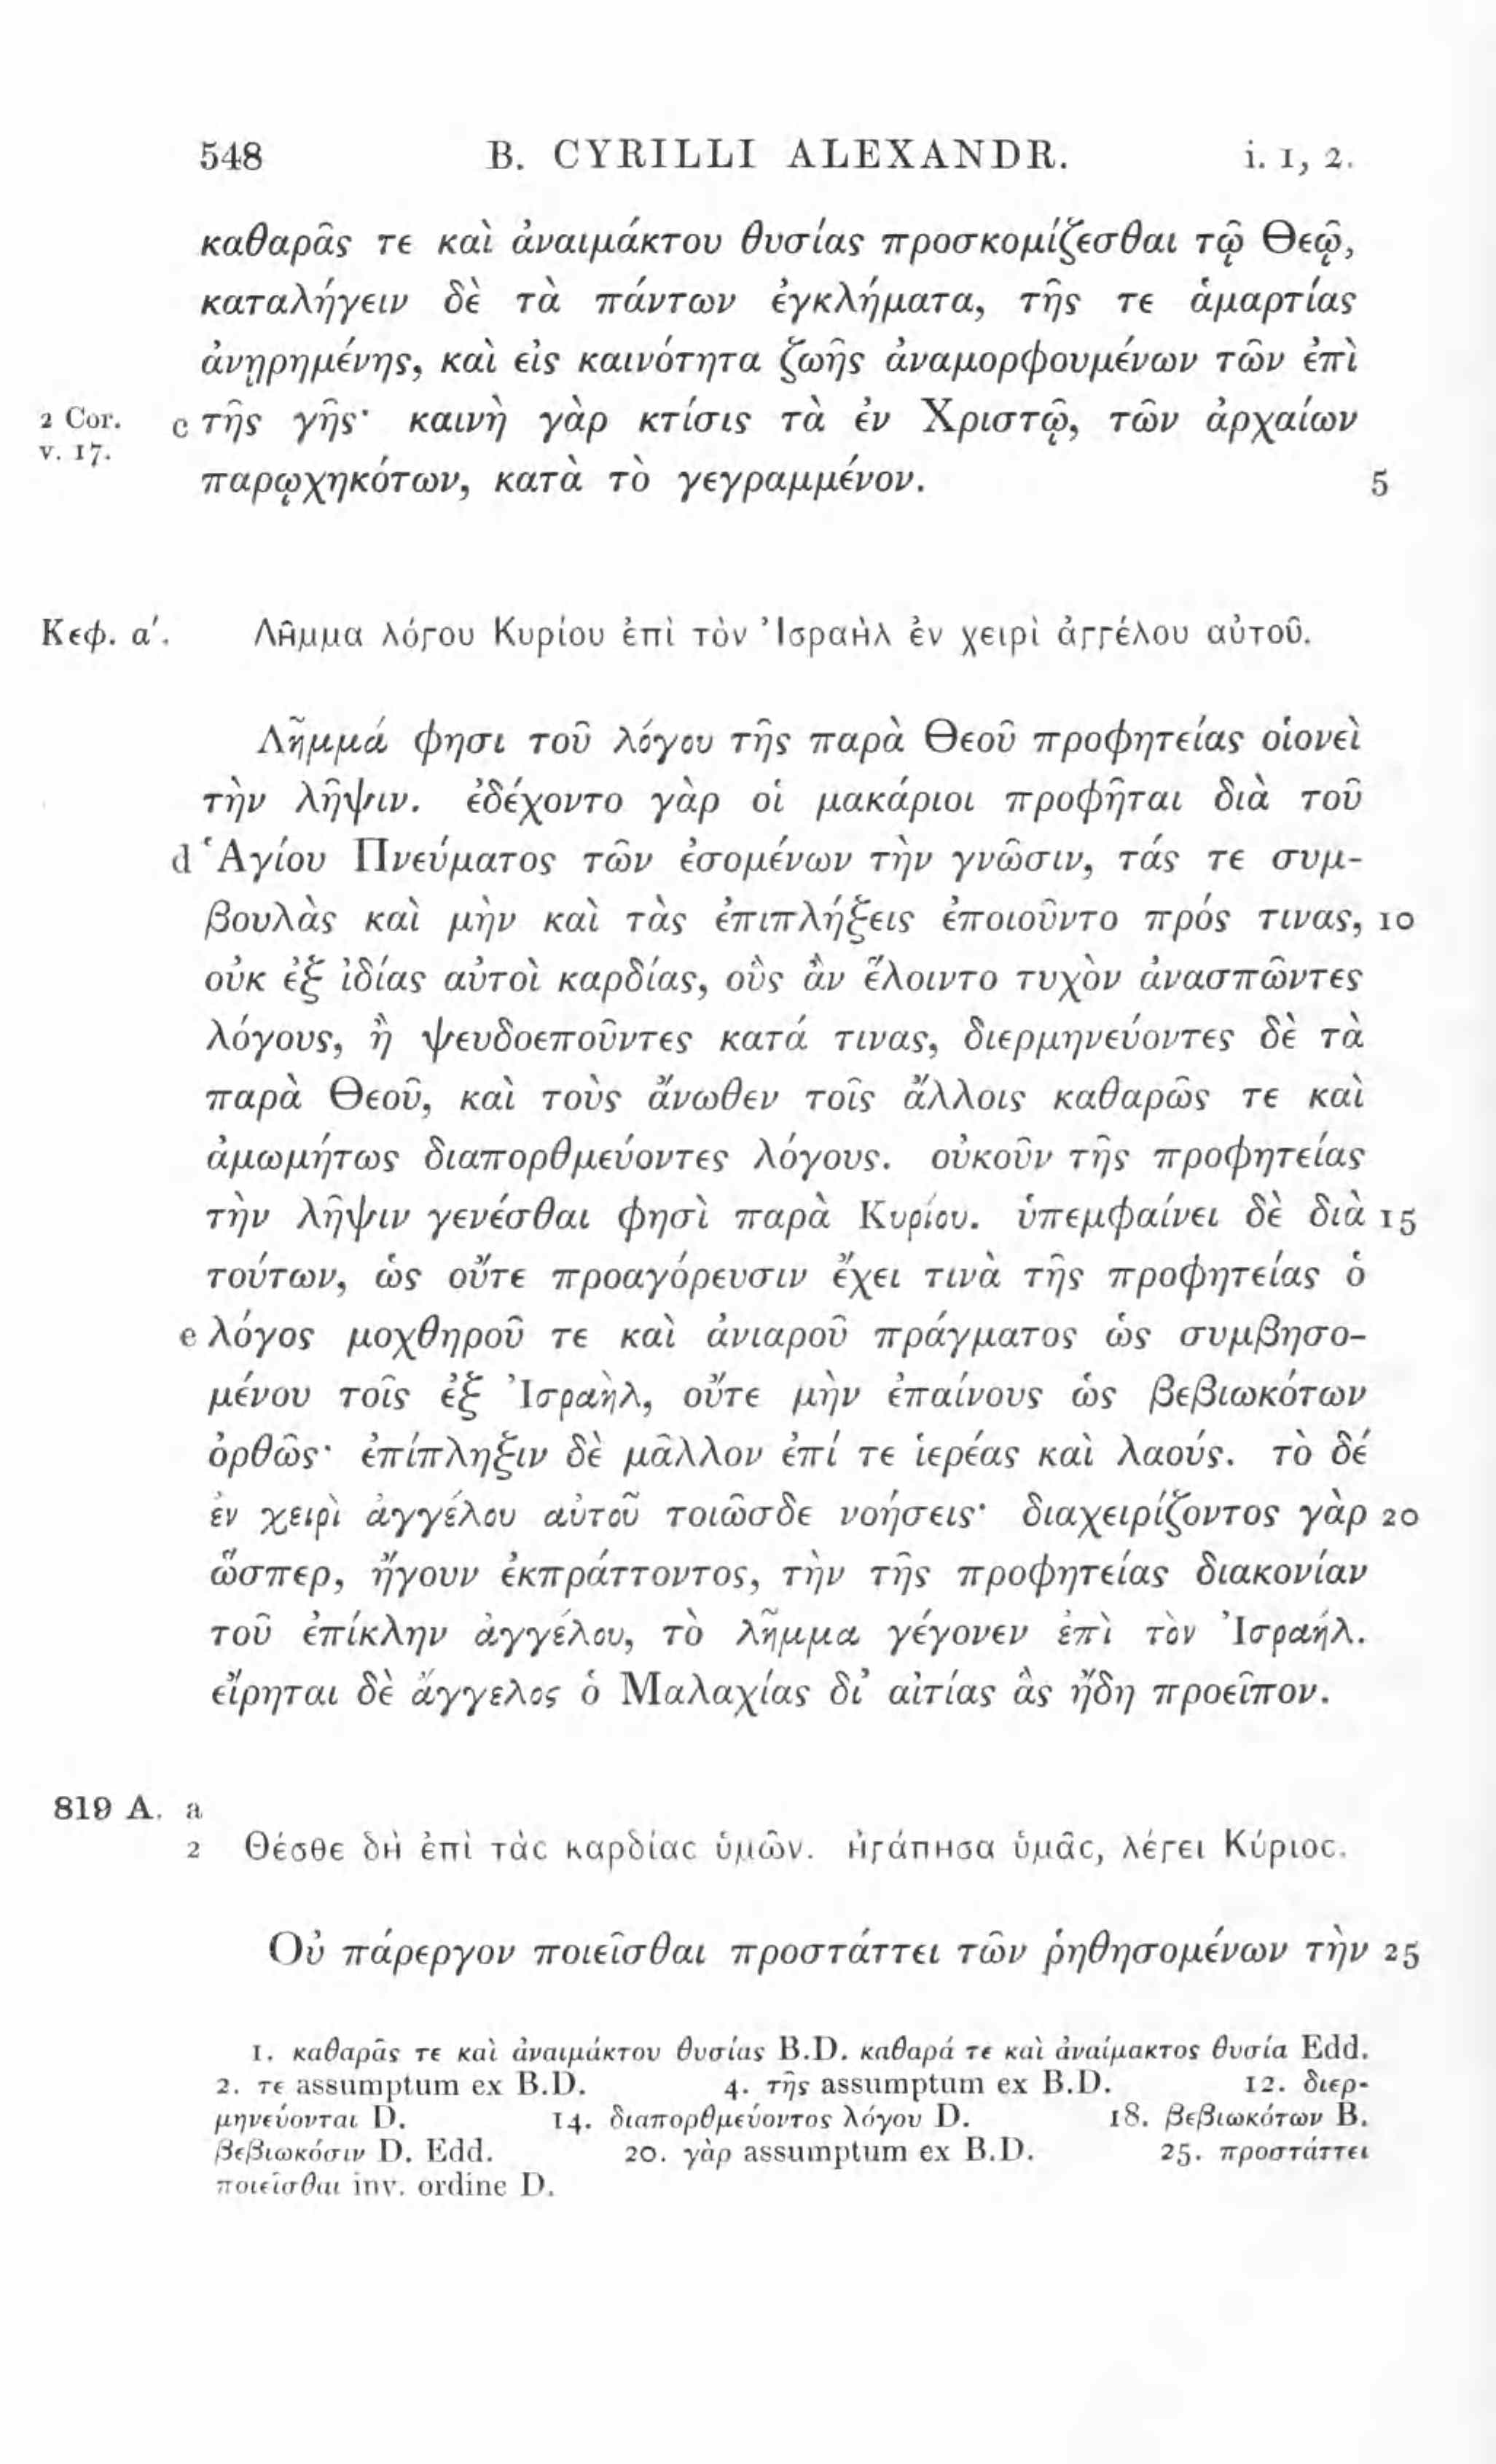 548 B. CYRILLI ALEXANDR. i. 1, 2.
καθαρᾶς τε καὶ ἀναιμάκτου θυσίας προσκομίζεσθαι τῷ Θεῷ,
καταλήγειν δὲ τὰ πάντων ἐγκλήματα, τῆς τε ἁμαρτίας
ἀνῃρημένης, καὶ εἰς καινότητα ζωῆς ἀναμορφουμένων τῶν ἐπὶ
2 Cor. c τῆς γῆς· καινὴ γὰρ κτίσις τὰ ἐν Χριστῷ, τῶν ἀρχαίων
v. 17.
παρῳχηκότων, κατὰ τὸ γεγραμμένον. 5
Κεφ. α΄. Λῆμμα λόγου Κυρίου ἐπὶ τὸν Ἰσραὴλ ἐν χειρὶ ἀγγέλου αὐτοῦ.
Λῆμμά φησι τοῦ λόγου τῆς παρὰ Θεοῦ προφητείας οἱονεὶ
τὴν λῆψιν. ἐδέχοντο γὰρ οἱ μακάριοι προφῆται διὰ τοῦ
d Ἁγίου Πνεύματος τῶν ἐσομένων τὴν γνῶσιν, τάς τε συμ-
βουλὰς καὶ μὴν καὶ τὰς ἐπιπλήξεις ἐποιοῦντο πρός τινας, 10
οὐκ ἐξ ἰδίας αὐτοὶ καρδίας, οὓς ἂν ἕλοιντο τυχὸν ἀνασπῶντες
λόγους, ἢ ψευδοεποῦντες κατά τινας, διερμηνεύοντες δὲ τὰ
παρὰ Θεοῦ, καὶ τοὺς ἄνωθεν τοῖς ἄλλοις καθαρῶς τε καὶ
ἀμωμήτως διαπορθμεύοντες λόγους. οὐκοῦν τῆς προφητείας
τὴν λῆψιν γενέσθαι φησὶ παρὰ Κυρίου. ὑπεμφαίνει δὲ διὰ 15
τούτων, ὡς οὔτε προαγόρευσιν ἔχει τινὰ τῆς προφητείας ὁ
e λόγος μοχθηροῦ τε καὶ ἀνιαροῦ πράγματος ὡς συμβησο-
μένου τοῖς ἐξ Ἰσραὴλ, οὔτε μὴν ἐπαίνους ὡς βεβιωκότων
ὀρθῶς· ἐπίπληξιν δὲ μᾶλλον ἐπί τε ἱερέας καὶ λαούς. τὸ δέ
ἐν χειρὶ ἀγγέλου αὐτοῦ τοιῶσδε νοήσεις· διαχειρίζοντος γὰρ 20
ὥσπερ, ἤγουν ἐκπράττοντος, τὴν τῆς προφητείας διακονίαν
τοῦ ἐπίκλην ἀγγέλου, τὸ λῆμμα γέγονεν ἐπὶ τὸν Ἰσραήλ.
εἴρηται δὲ ἄγγελος ὁ Μαλαχίας δι᾽ αἰτίας ἃς ἤδη προεῖπον.
819 A. a
2 Θέσθε δὴ ἐπὶ τὰς καρδίας ὑμῶν. ἠγάπησα ὑμᾶς, λέγει Κύριος.
Οὐ πάρεργον ποιεῖσθαι προστάττει τῶν ῥηθησομένων τὴν 25
1. καθαρᾶς τε καὶ ἀναιμάκτου θυσίας B.D. καθαρά τε καὶ ἀναίμακτος θυσία Edd.
2. τε assumptum ex B.D. 4. τῆς assumptum ex B.D. 12. διερ-
μηνεύονται D. 14. διαπορθμεύοντος λόγου D. 18. βεβιωκότων B.
βεβιωκόσιν D. Edd. 20. γὰρ assumptum ex B.D. 25. προστάττει
ποιεῖσθαι inv. ordine D.